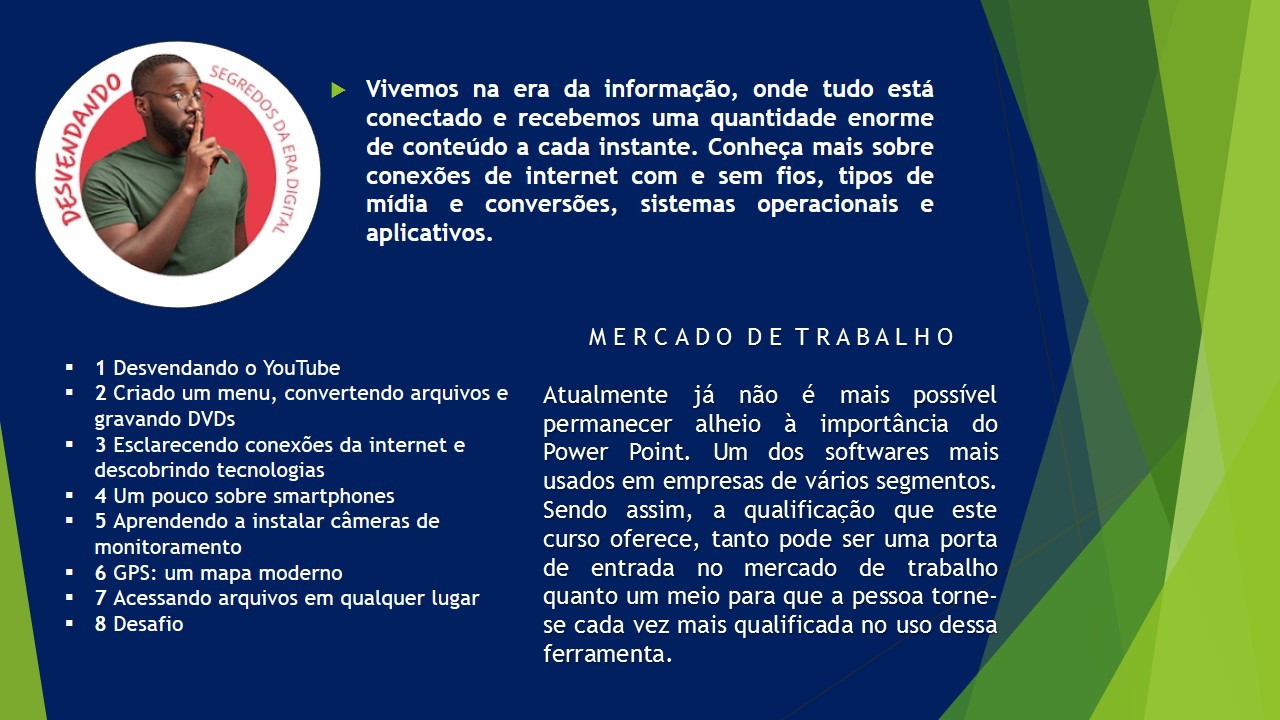 DESVENDANDO
SEGREDOS DA ERA DIGITAL
Vivemos na era da informação, onde tudo está
conectado e recebemos uma quantidade enorme
de conteúdo a cada instante. Conheça mais sobre
conexões de internet com e sem fios, tipos de
mídia e conversões, sistemas operacionais e
aplicativos.
1 Desvendando o YouTube
2 Criado um menu, convertendo arquivos e
gravando DVDs
3 Esclarecendo conexões da internet e
descobrindo tecnologias
4 Um pouco sobre smartphones
5 Aprendendo a instalar câmeras de
monitoramento
6 GPS: um mapa moderno
7 Acessando arquivos em qualquer lugar
8 Desafio
MERCADO DE TRABALHO
Atualmente já não é mais possível
permanecer alheio à importância do
Power Point. Um dos softwares mais
usados em empresas de vários segmentos.
Sendo assim, a qualificação que este
curso oferece, tanto pode ser uma porta
de entrada no mercado de trabalho
quanto um meio para que a pessoa torne-
se cada vez mais qualificada no uso dessa
ferramenta.